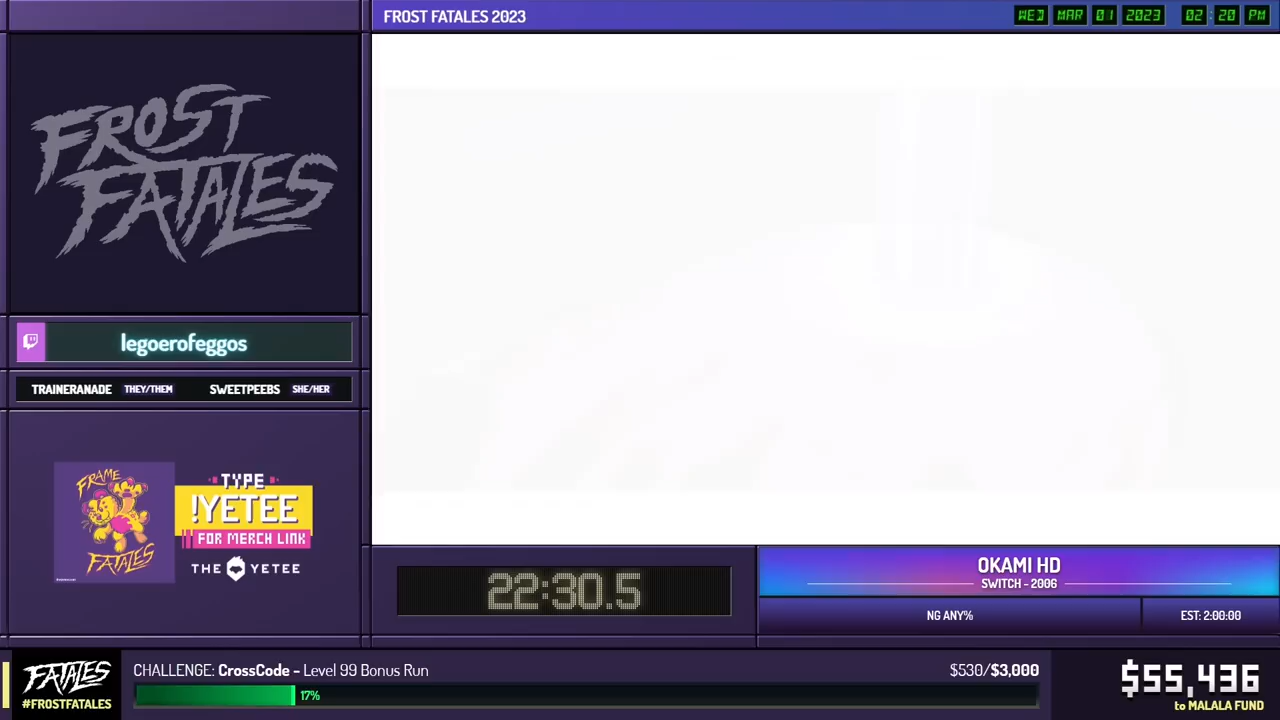 FROST FATALES 2023
WED MAR 01 2023 02:20 PM
FROST
FATALES
legoerofeggos
TRAINERANADE THEY/THEM SWEETPEEBS SHE/HER
FRAME
FATALES
TYPE
!YETEE
FOR MERCH LINK
THE YETEE
22:30.5
OKAMI HD
SWITCH - 2006
NG ANY%
EST: 2:00:00
FATALES
#FROSTFATALES
CHALLENGE: CrossCode - Level 99 Bonus Run
$530/$3,000
17%
$55,436
to MALALA FUND